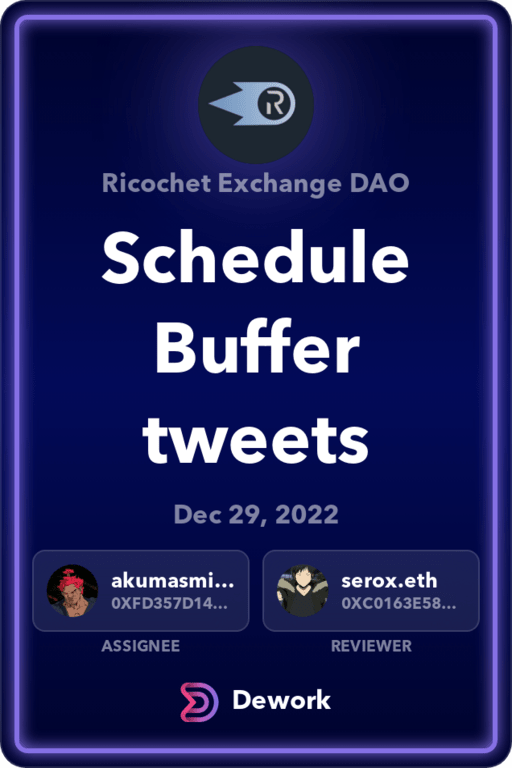 R
Ricochet Exchange DAO
Schedule
Buffer
tweets
Dec 29, 2022
akumasmi...
0XFD357D14...
serox.eth
0XC0163E58...
ASSIGNEE
REVIEWER
Dework